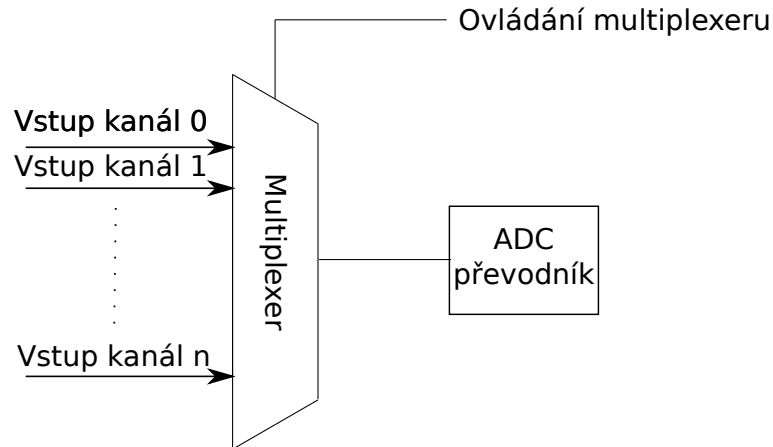 Ovládání multiplexeru
Vstup kanál 0
Vstup kanál 1
Vstup kanál n
Multiplexer
ADC
převodník